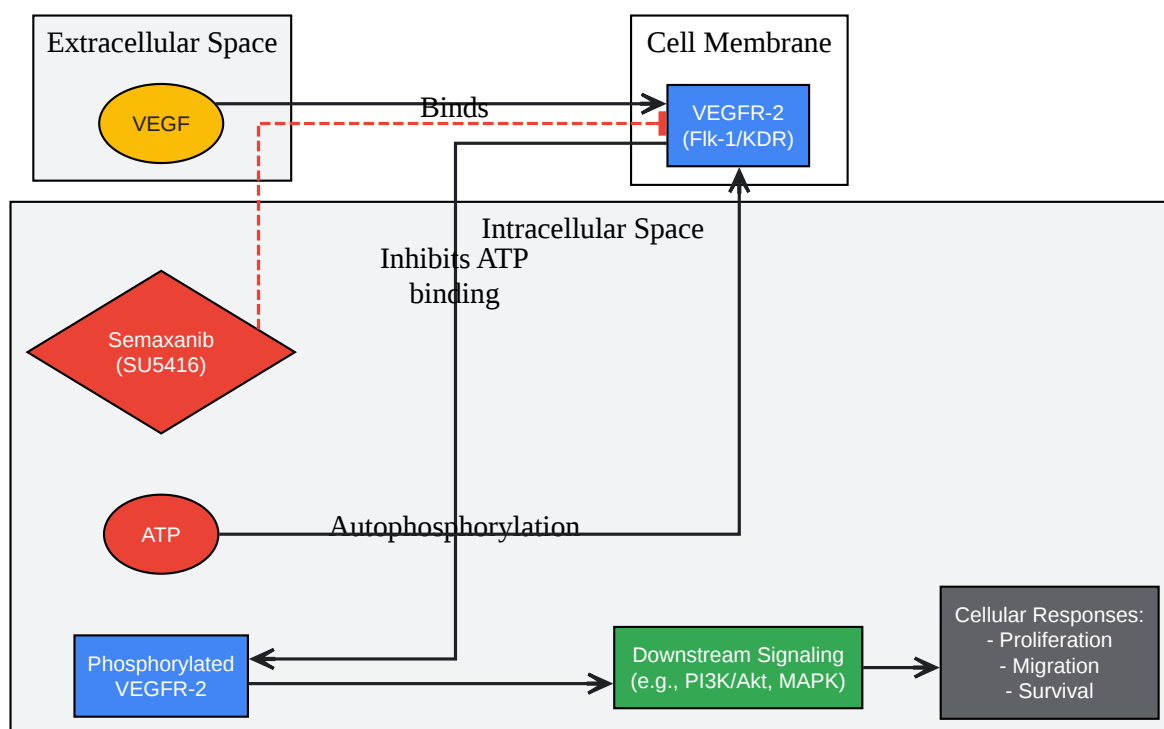 Extracellular Space
Cell Membrane
VEGF
Binds
VEGFR-2
(Flk-1/KDR)
Intracellular Space
Inhibits ATP
binding
Semaxanib
(SU5416)
ATP
Autophosphorylation
Phosphorylated
VEGFR-2
Downstream Signaling
(e.g., PI3K/Akt, MAPK)
Cellular Responses:
- Proliferation
- Migration
- Survival